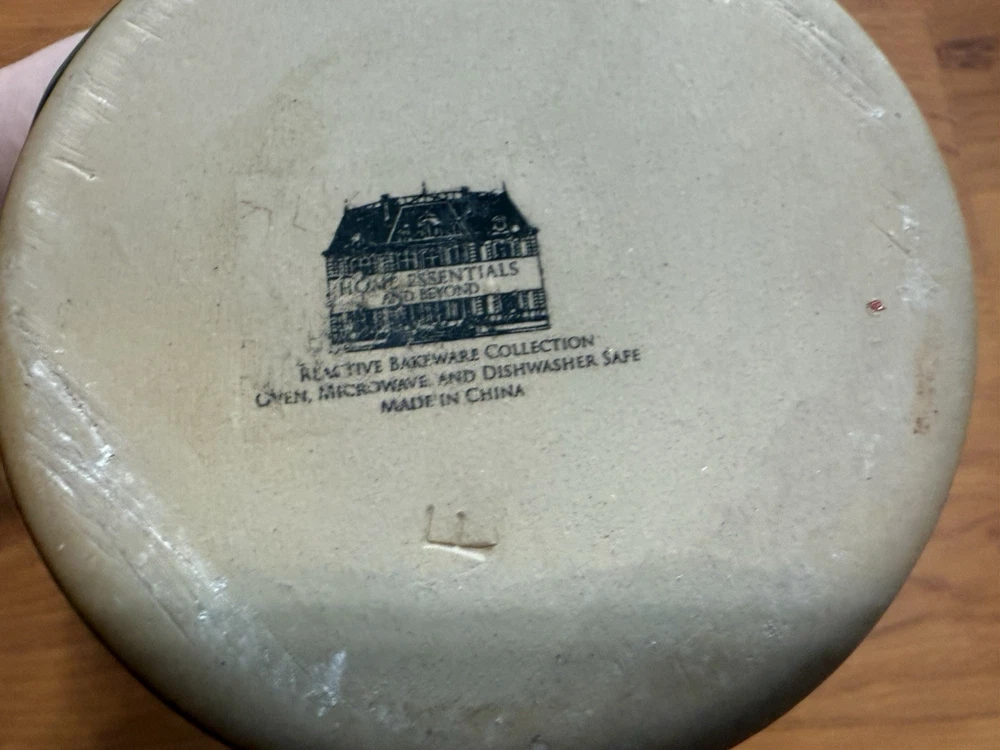 HOME ESSENTIALS
AND BEYOND
REACTIVE BAKEWARE COLLECTION
OVEN, MICROWAVE, AND DISHWASHER SAFE
MADE IN CHINA